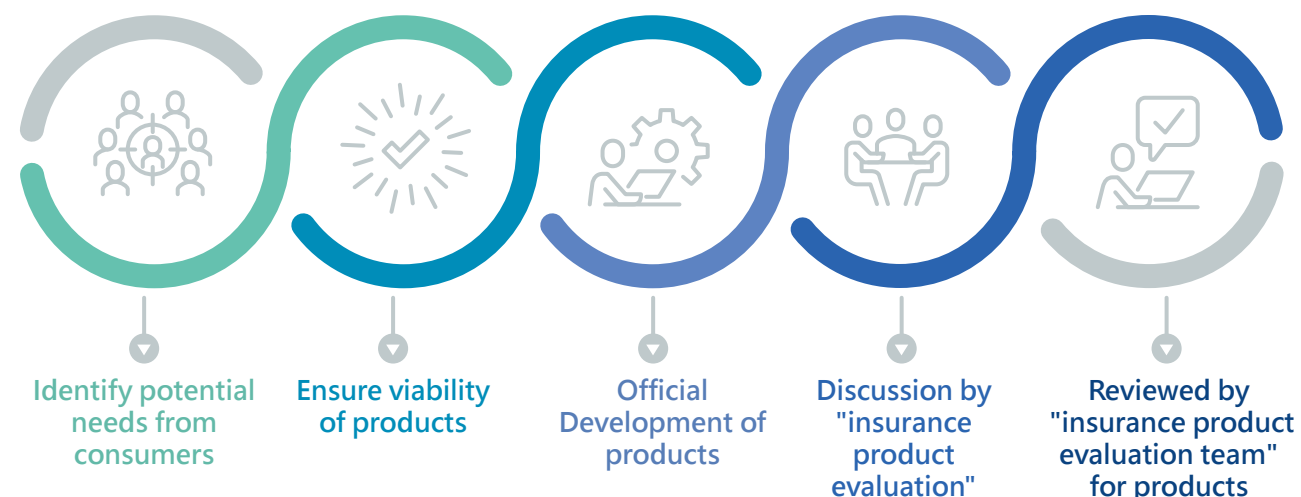 Identify potential
needs from
consumers
Ensure viability
of products
Official
Development of
products
Discussion by
"insurance
product
evaluation"
Reviewed by
"insurance product
evaluation team"
for products